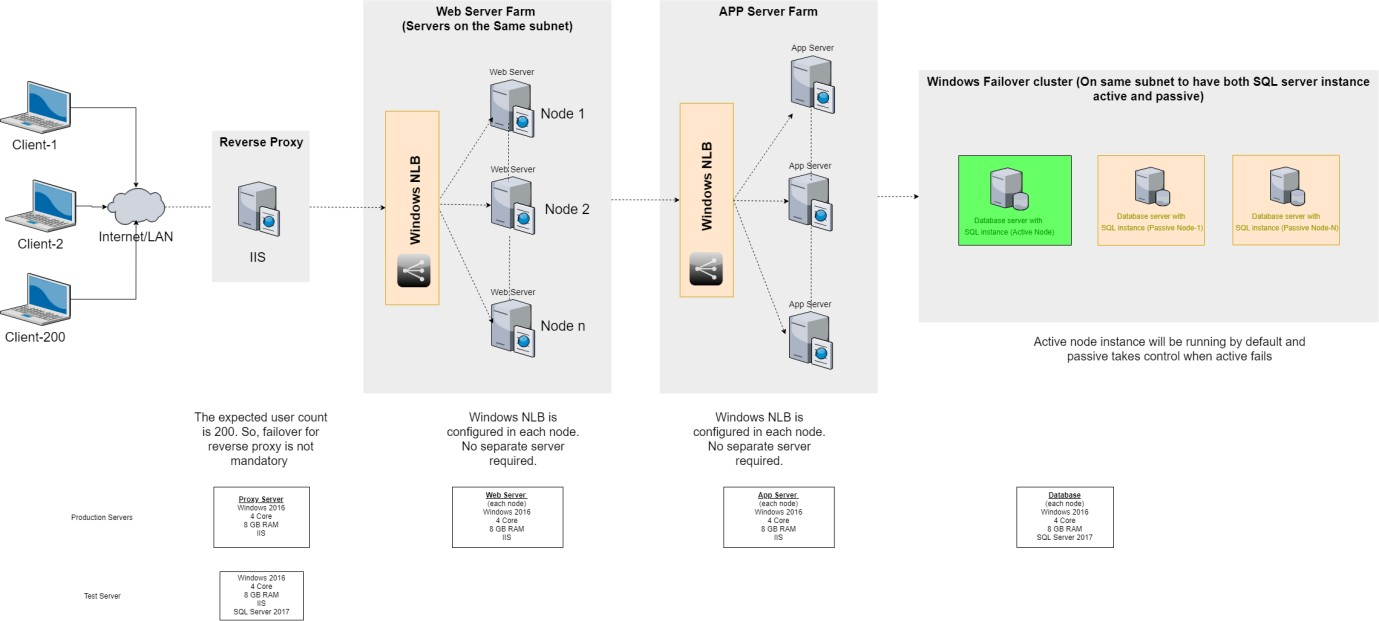 Web Server Farm
(Servers on the Same subnet)
APP Server Farm
Windows Failover cluster (On same subnet to have both SQL server instance
active and passive)
Client-1
Client-2
Client-200
Internet/LAN
Reverse Proxy
IIS
Windows NLB
Web Server
Node 1
Web Server
Node 2
Web Server
Node n
Windows NLB
App Server
App Server
App Server
Database server with
SQL instance (Active Node)
Database server with
SQL instance (Passive Node-1)
Database server with
SQL instance (Passive Node-N)
Active node instance will be running by default and
passive takes control when active fails
The expected user count
is 200. So, failover for
reverse proxy is not
mandatory
Windows NLB is
configured in each node.
No separate server
required.
Windows NLB is
configured in each node.
No separate server
required.
Production Servers
Proxy Server
Windows 2016
4 Core
8 GB RAM
IIS
Web Server
(each node)
Windows 2016
4 Core
8 GB RAM
IIS
App Server
(each node)
Windows 2016
4 Core
8 GB RAM
IIS
Database
(each node)
Windows 2016
4 Core
8 GB RAM
SQL Server 2017
Test Server
Windows 2016
4 Core
8 GB RAM
IIS
SQL Server 2017